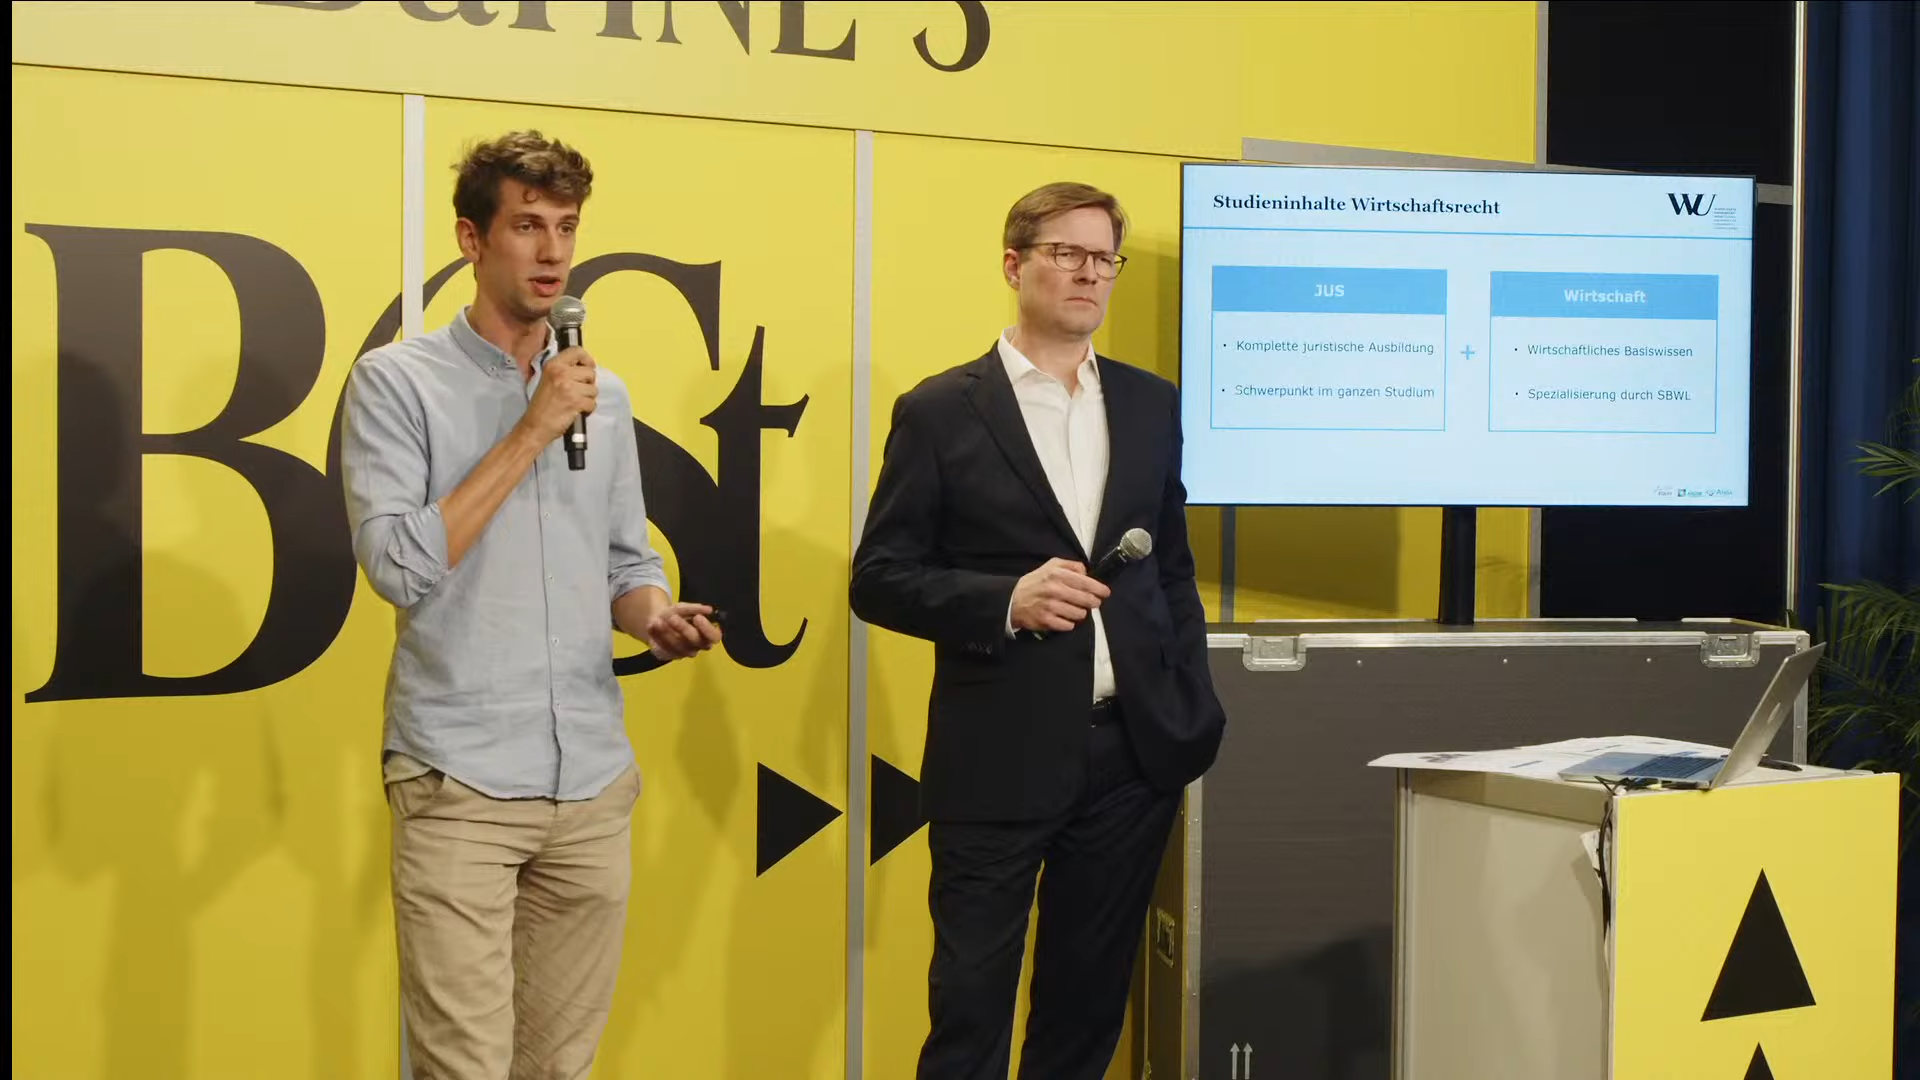 BeSt
Studieninhalte Wirtschaftsrecht
WU
JUS
Komplette juristische Ausbildung
Schwerpunkt im ganzen Studium
+
Wirtschaft
Wirtschaftliches Basiswissen
Spezialisierung durch SBWL